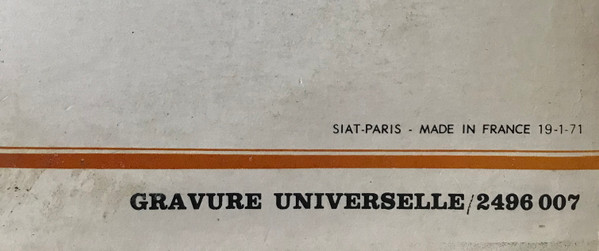 SIAT-PARIS - MADE IN FRANCE 19-1-71
GRAVURE UNIVERSELLE/2496 007